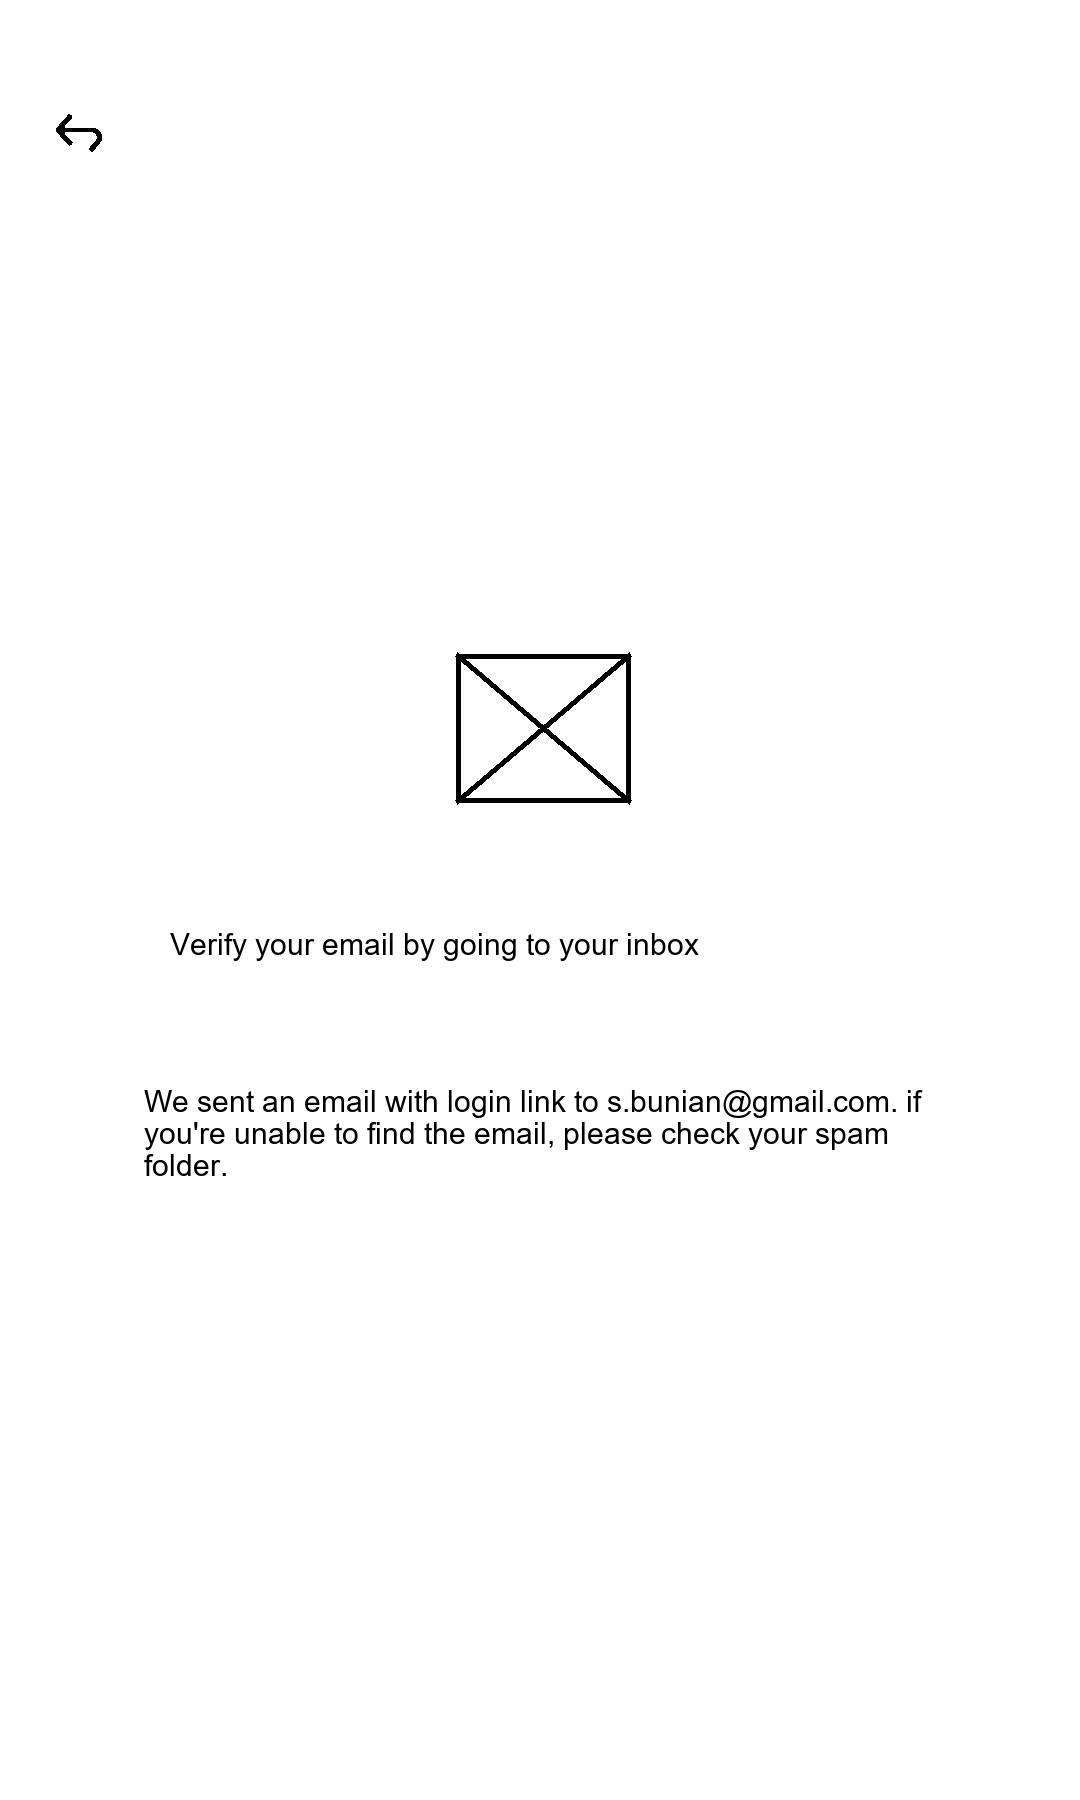 Verify your email by going to your inbox
We sent an email with login link to s.bunian@gmail.com. if
you're unable to find the email, please check your spam
folder.